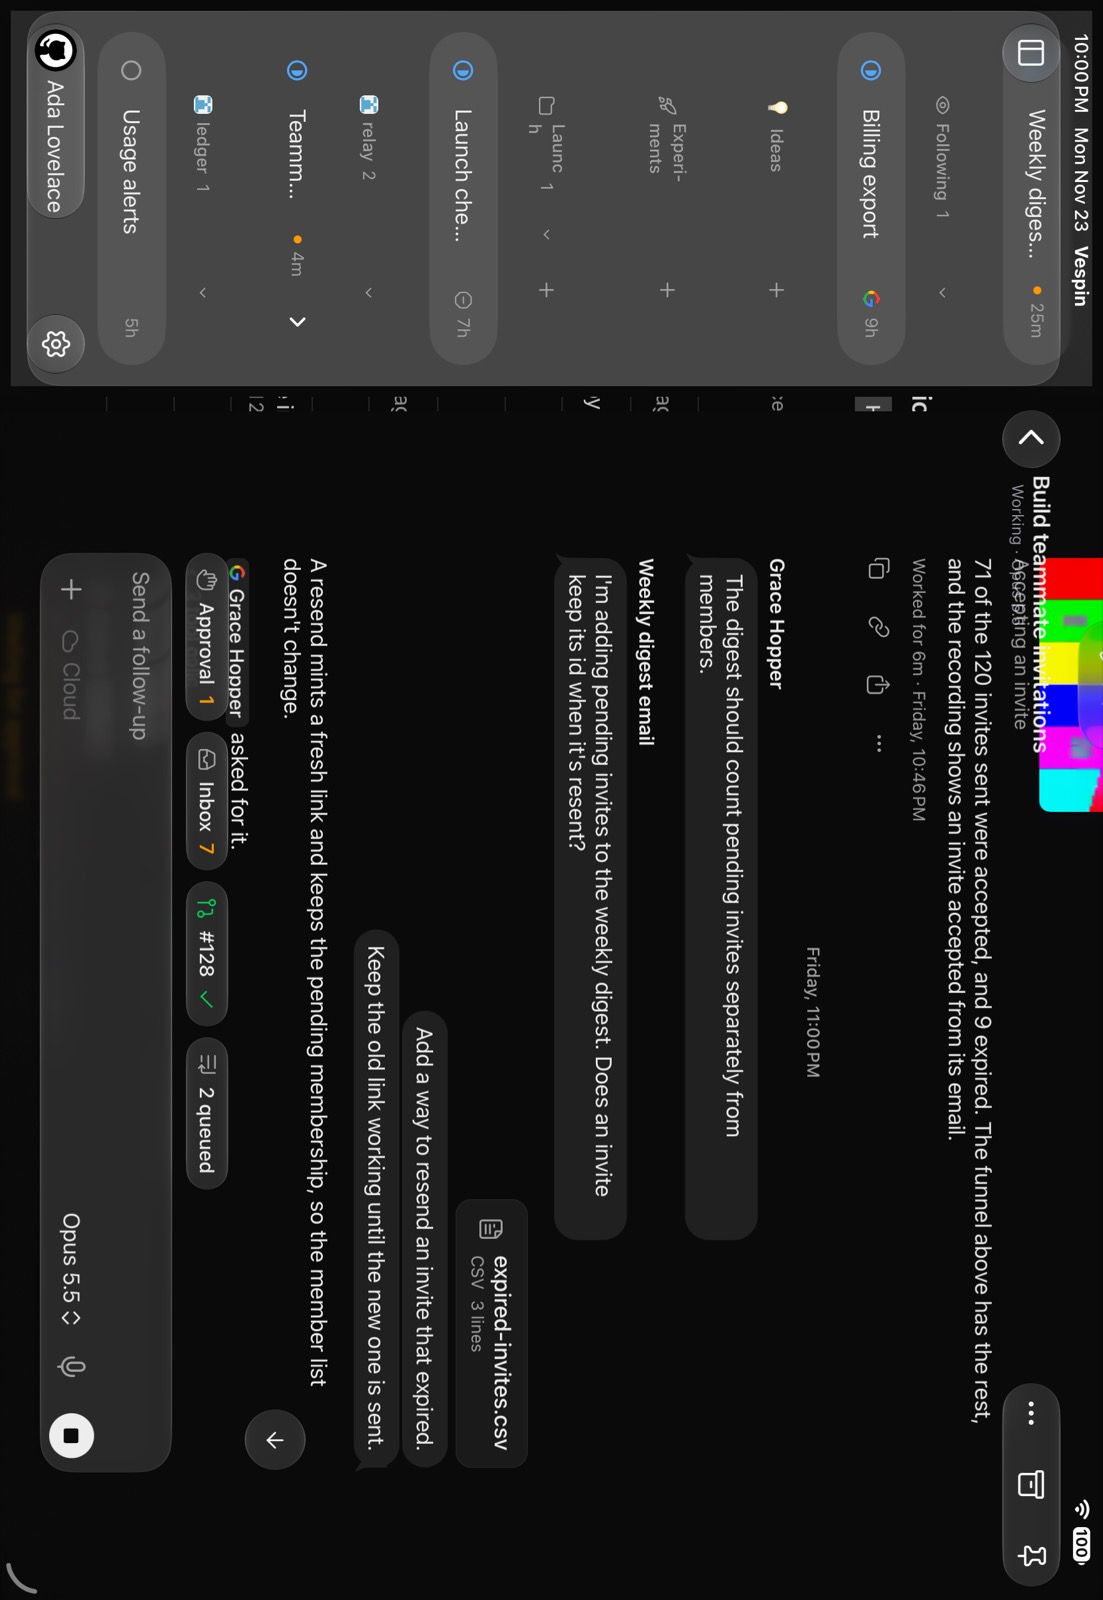 10:00 PM Mon Nov 23 Vespin
100
Weekly diges... 25m
Following 1
Billing export 9h
Ideas
Experi-
ments
Launc
h 1
Launch che... 7h
relay 2
Teamm... 4m
ledger 1
Usage alerts 5h
Ada Lovelace
Build teammate invitations
Working · Opus 5.5
Accepting an invite
71 of the 120 invites sent were accepted, and 9 expired. The funnel above has the rest,
and the recording shows an invite accepted from its email.
Worked for 6m · Friday, 10:46 PM
Friday, 11:00 PM
Grace Hopper
The digest should count pending invites separately from
members.
Weekly digest email
I'm adding pending invites to the weekly digest. Does an invite
keep its id when it's resent?
expired-invites.csv
CSV 3 lines
Add a way to resend an invite that expired.
Keep the old link working until the new one is sent.
A resend mints a fresh link and keeps the pending membership, so the member list
doesn't change.
Grace Hopper asked for it.
Approval 1
Inbox 7
#128
2 queued
Send a follow-up
Cloud
Opus 5.5
Waiting for approval